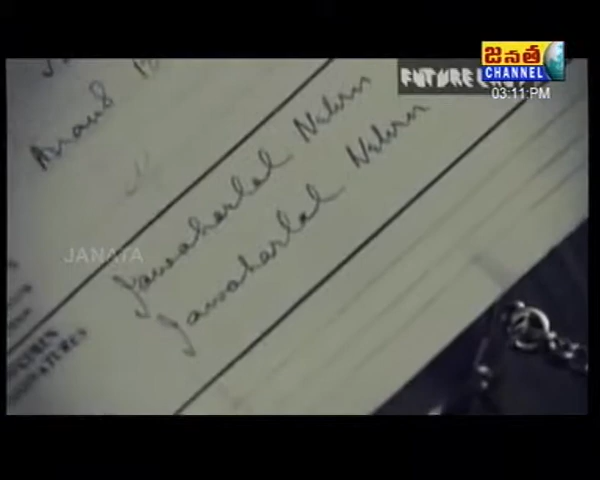 జనతా
CHANNEL
03:11:PM
FUTURE
Anand
Jawaharlal Nehru
Jawaharlal Nehru
JANATA
SIGNATURES